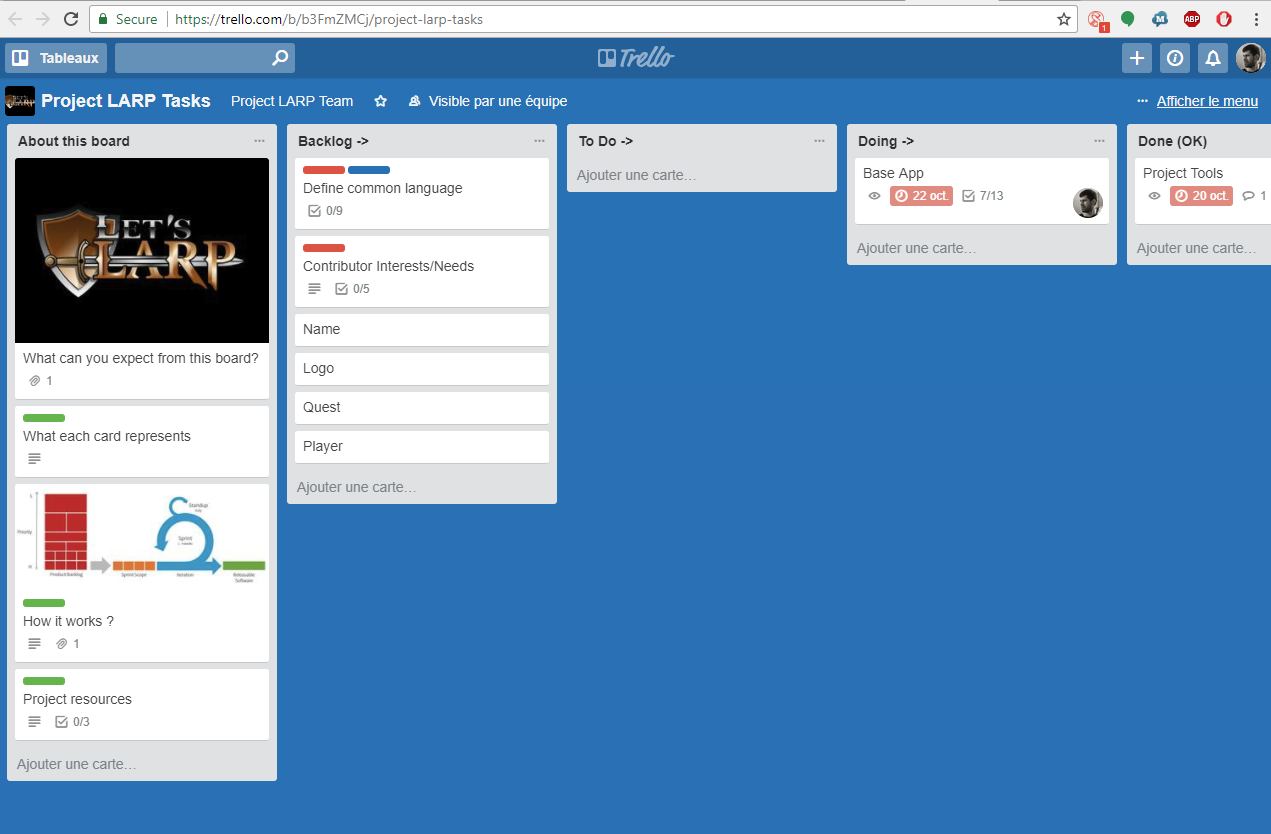 Secure https://trello.com/b/b3FmZMCj/project-larp-tasks
1
M
ABP
Tableaux
Trello
Project LARP Tasks Project LARP Team Visible par une équipe
··· Afficher le menu
About this board
LET'S
LARP
What can you expect from this board?
1
What each card represents
Standup
Sprint
Priority
Product Backlog Sprint Scope Iteration Releasable
Software
How it works ?
1
Project resources
0/3
Ajouter une carte…
Backlog ->
Define common language
0/9
Contributor Interests/Needs
0/5
Name
Logo
Quest
Player
Ajouter une carte…
To Do ->
Ajouter une carte…
Doing ->
Base App
22 oct. 7/13
Ajouter une carte…
Done (OK)
Project Tools
20 oct. 1
Ajouter une carte…